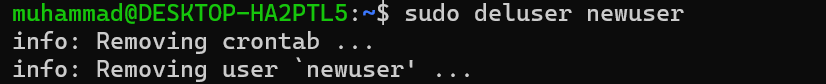 muhammad@DESKTOP-HA2PTL5:~$ sudo deluser newuser
info: Removing crontab ...
info: Removing user `newuser' ...